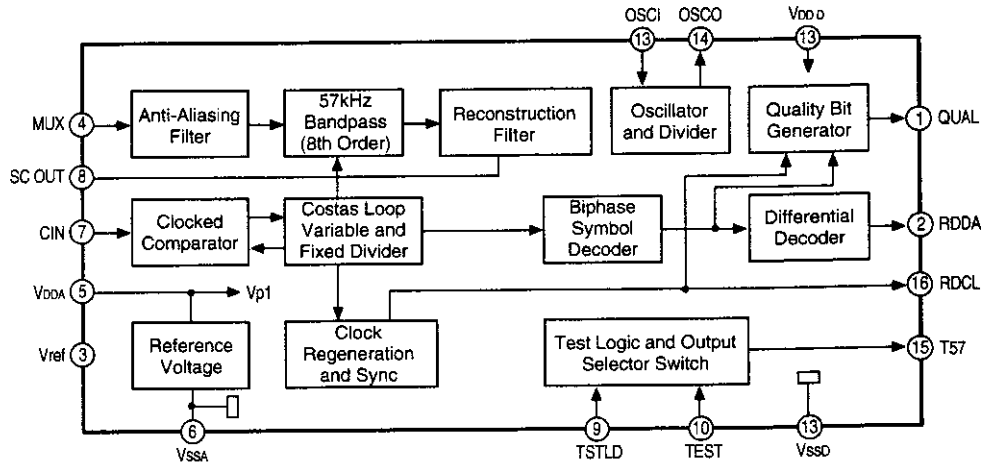 OSCI OSCO VDDD
13 14 13
MUX 4
Anti-Aliasing
Filter
57kHz
Bandpass
(8th Order)
Reconstruction
Filter
Oscillator
and Divider
Quality Bit
Generator
1 QUAL
SC OUT 8
CIN 7
Clocked
Comparator
Costas Loop
Variable and
Fixed Divider
Biphase
Symbol
Decoder
Differential
Decoder
2 RDDA
VDDA 5
Vp1
16 RDCL
Vref 3
Reference
Voltage
Clock
Regeneration
and Sync
Test Logic and Output
Selector Switch
15 T57
6 9 10 13
VSSA TSTLD TEST VSSD